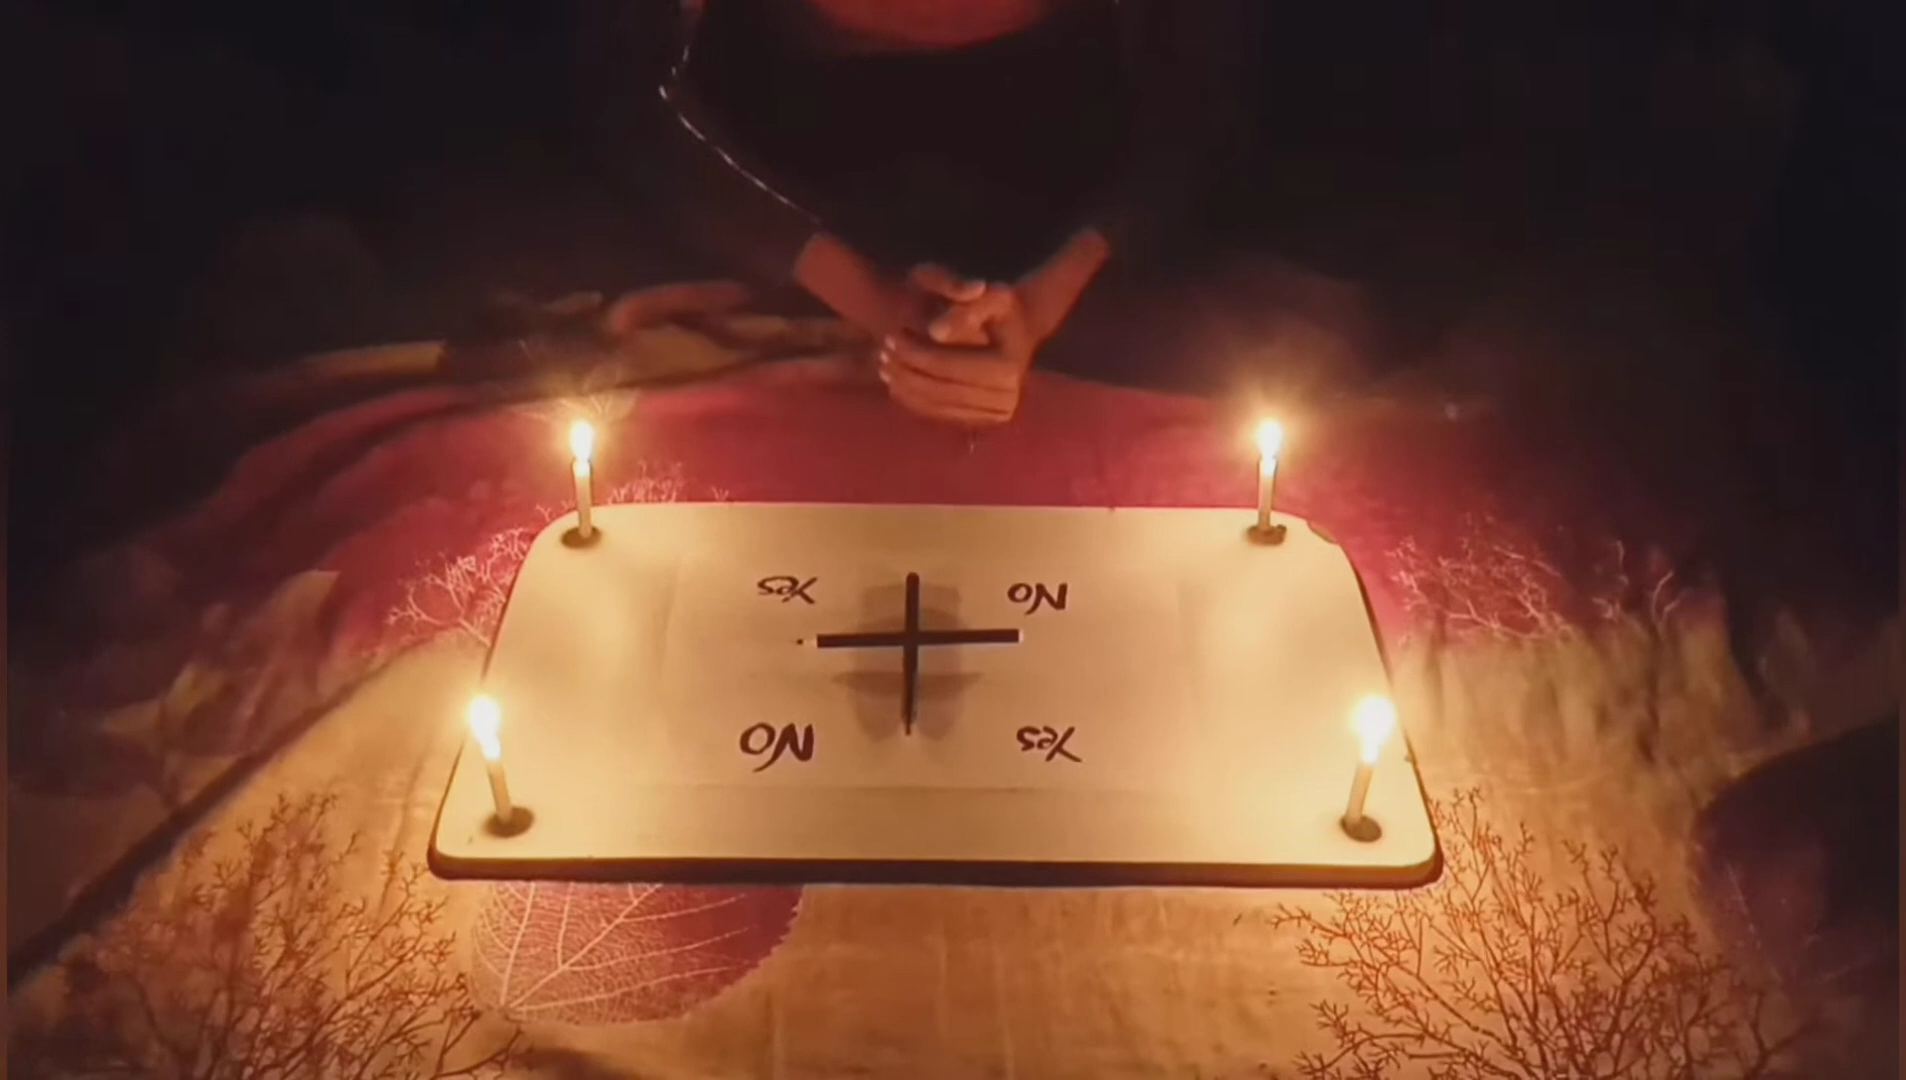 Yes No
No Yes